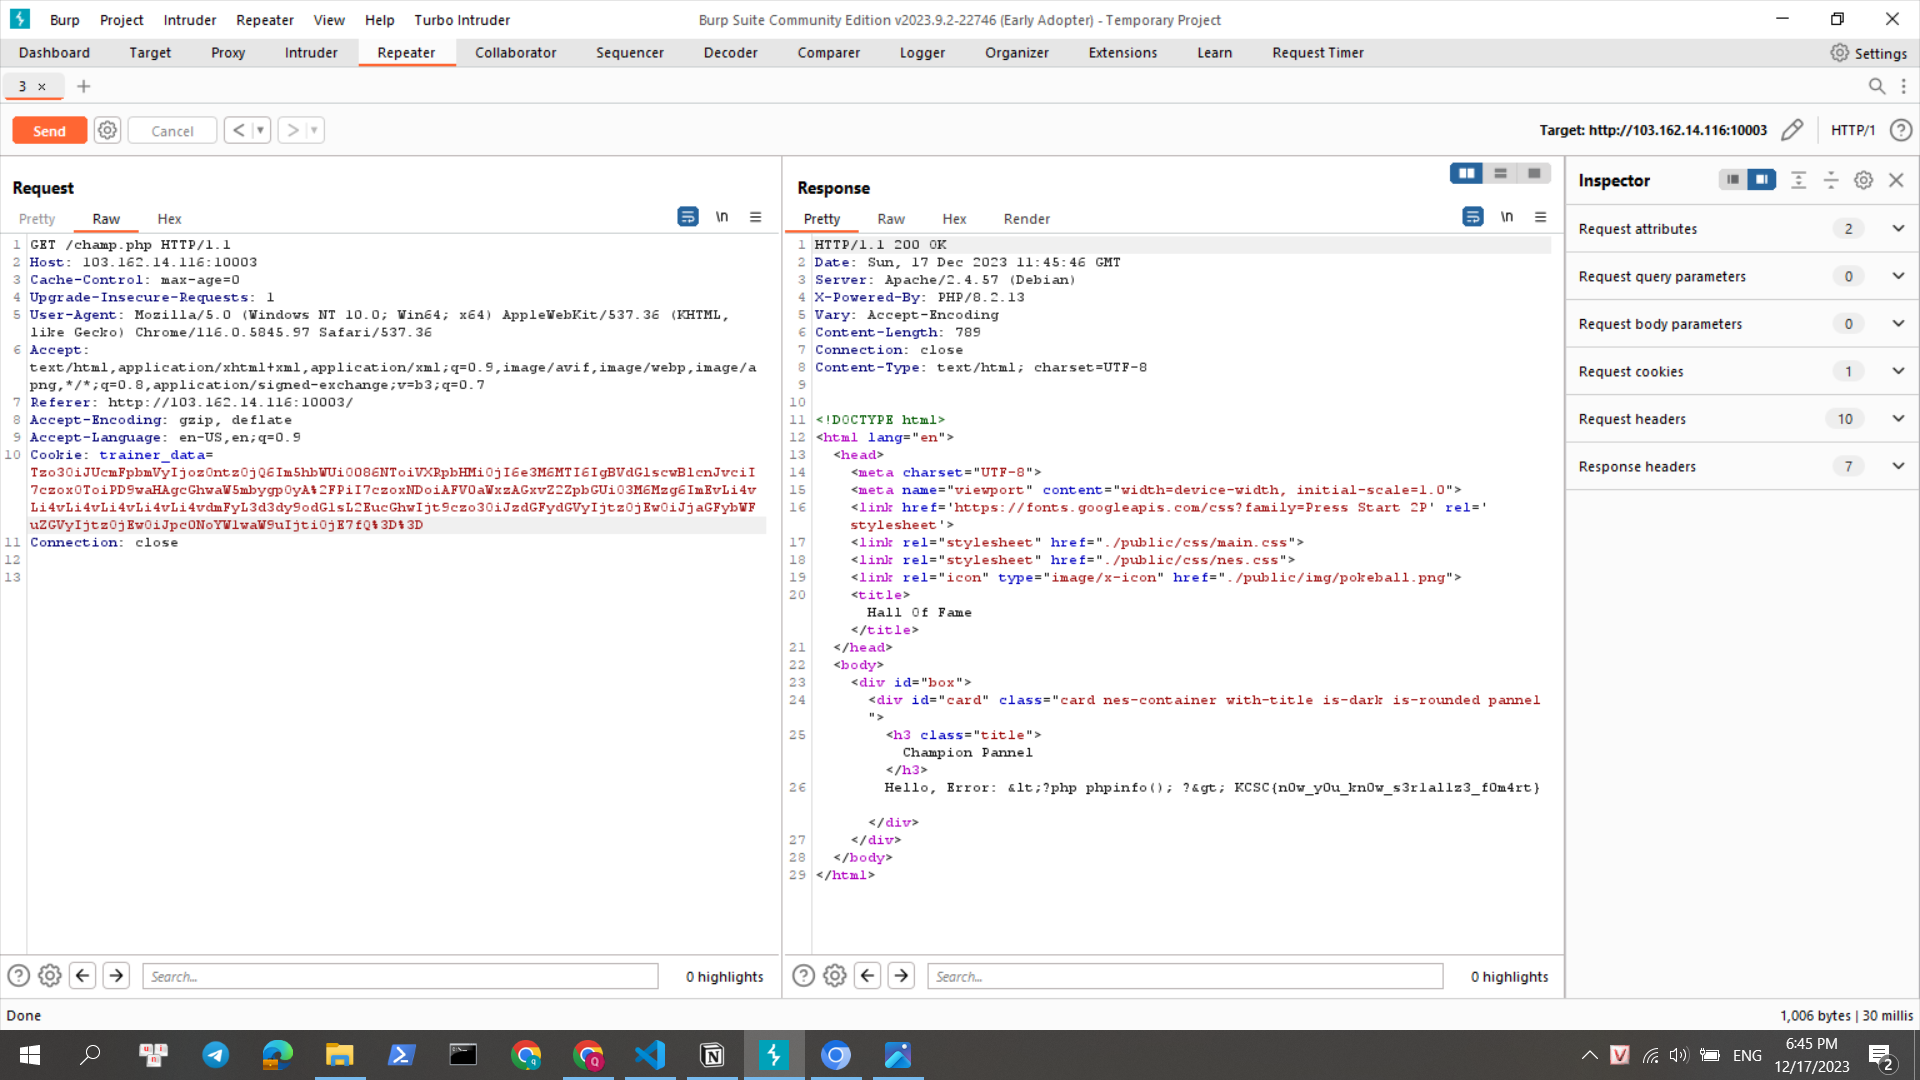 Burp Project Intruder Repeater View Help Turbo Intruder Burp Suite Community Edition v2023.9.2-22746 (Early Adopter) - Temporary Project
Dashboard Target Proxy Intruder Repeater Collaborator Sequencer Decoder Comparer Logger Organizer Extensions Learn Request Timer Settings
3 ×
Send Cancel Target: http://103.162.14.116:10003 HTTP/1
Request
Pretty Raw Hex \n
1 GET /champ.php HTTP/1.1
2 Host: 103.162.14.116:10003
3 Cache-Control: max-age=0
4 Upgrade-Insecure-Requests: 1
5 User-Agent: Mozilla/5.0 (Windows NT 10.0; Win64; x64) AppleWebKit/537.36 (KHTML,
like Gecko) Chrome/116.0.5845.97 Safari/537.36
6 Accept:
text/html,application/xhtml+xml,application/xml;q=0.9,image/avif,image/webp,image/a
png,*/*;q=0.8,application/signed-exchange;v=b3;q=0.7
7 Referer: http://103.162.14.116:10003/
8 Accept-Encoding: gzip, deflate
9 Accept-Language: en-US,en;q=0.9
10 Cookie: trainer_data=
11 Connection: close
12
13
Search...
0 highlights
Response
Pretty Raw Hex Render \n
1 HTTP/1.1 200 OK
2 Date: Sun, 17 Dec 2023 11:45:46 GMT
3 Server: Apache/2.4.57 (Debian)
4 X-Powered-By: PHP/8.2.13
5 Vary: Accept-Encoding
6 Content-Length: 789
7 Connection: close
8 Content-Type: text/html; charset=UTF-8
9
10
11 <!DOCTYPE html>
12 <html lang="en">
13 <head>
14 <meta charset="UTF-8">
15 <meta name="viewport" content="width=device-width, initial-scale=1.0">
16 <link href='https://fonts.googleapis.com/css?family=Press Start 2P' rel='
stylesheet'>
17 <link rel="stylesheet" href="./public/css/main.css">
18 <link rel="stylesheet" href="./public/css/nes.css">
19 <link rel="icon" type="image/x-icon" href="./public/img/pokeball.png">
20 <title>
Hall Of Fame
</title>
21 </head>
22 <body>
23 <div id="box">
24 <div id="card" class="card nes-container with-title is-dark is-rounded pannel
">
25 <h3 class="title">
Champion Pannel
</h3>
26 Hello, Error: &lt;?php phpinfo(); ?&gt; KCSC{n0w_y0u_kn0w_s3r1al1z3_f0m4rt}
</div>
27 </div>
28 </body>
29 </html>
Search...
0 highlights
Inspector
Request attributes 2
Request query parameters 0
Request body parameters 0
Request cookies 1
Request headers 10
Response headers 7
Done 1,006 bytes | 30 millis
ENG 6:45 PM
12/17/2023 2